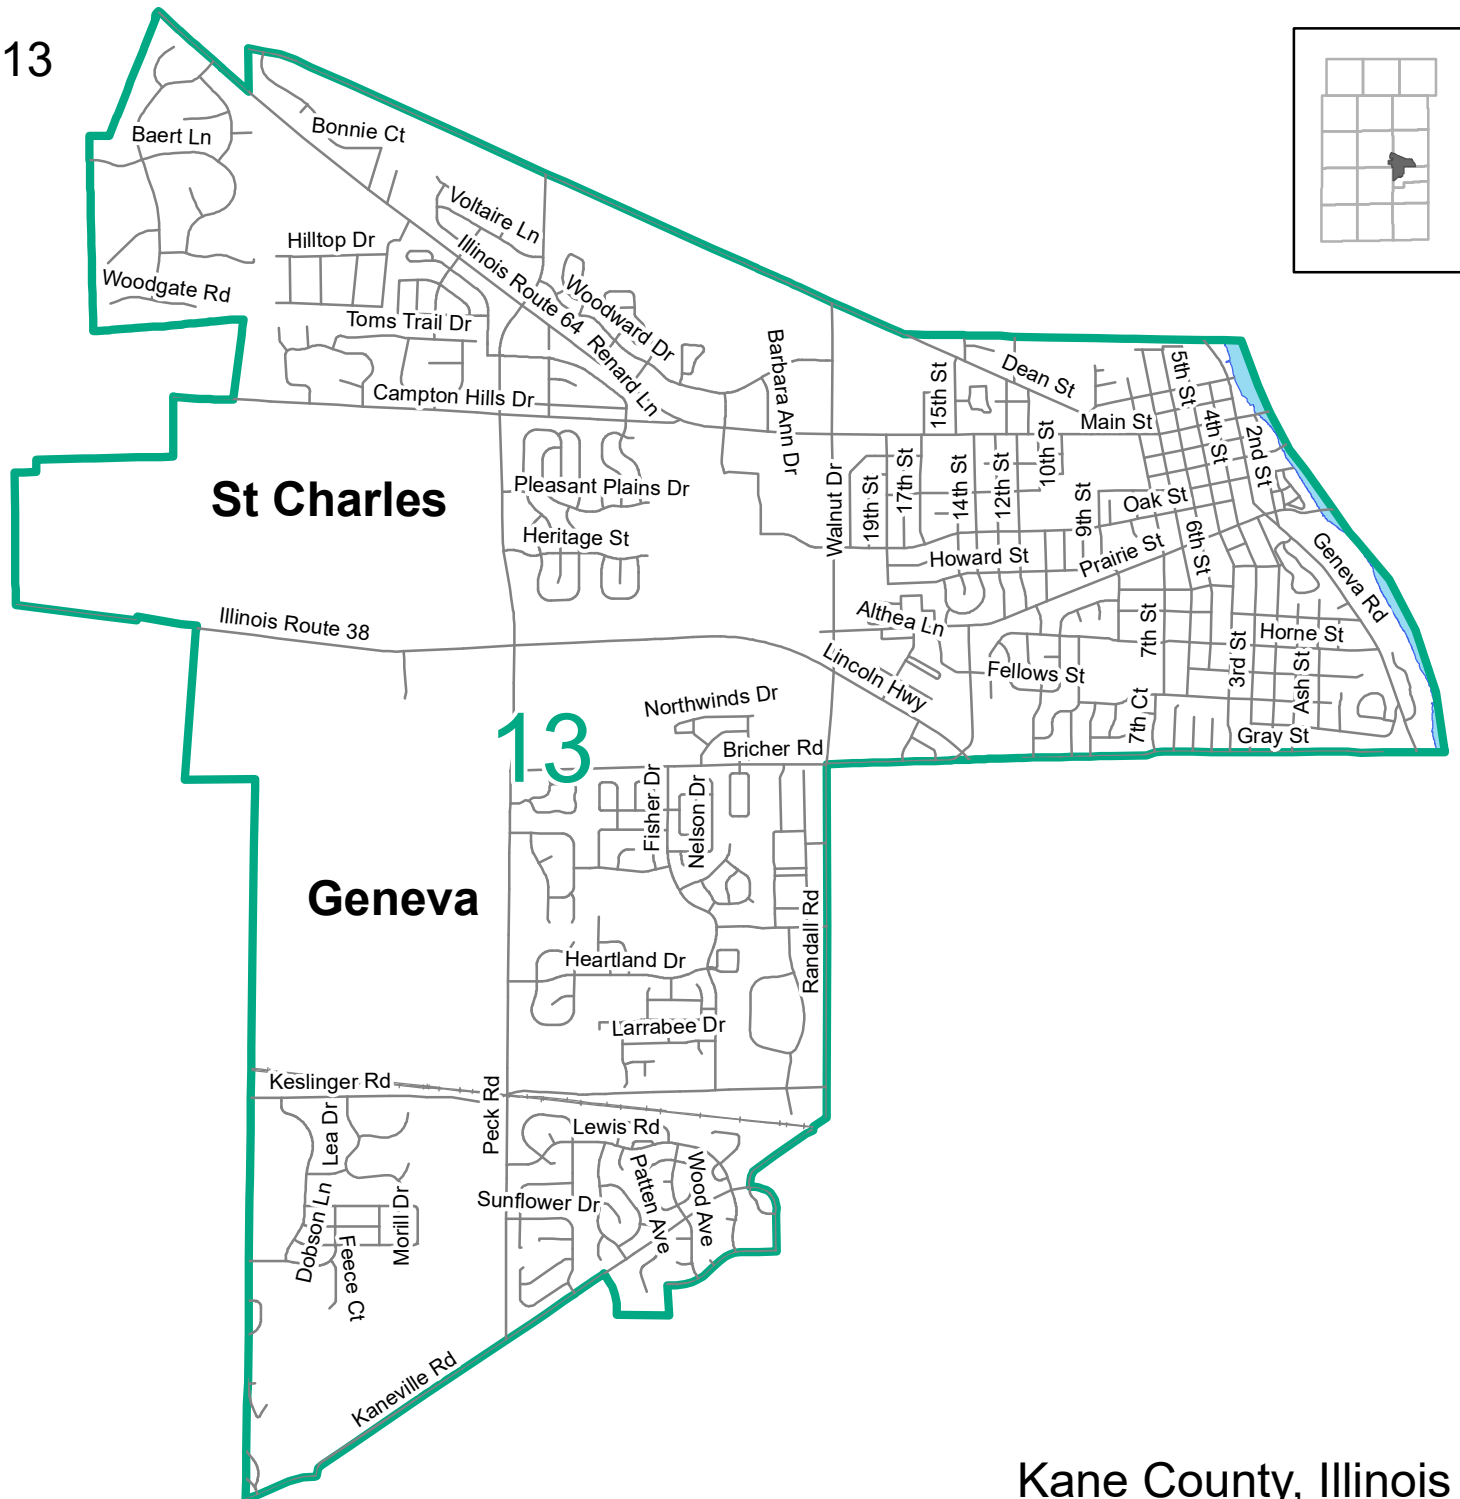 13
Baert Ln
Bonnie Ct
Voltaire Ln
Hilltop Dr
Illinois Route 64
Woodgate Rd
Woodward Dr
Toms Trail Dr
Renard Ln
Barbara Ann Dr
Campton Hills Dr
15th St
Dean St
5th St
Main St
4th St
2nd St
St Charles
Pleasant Plains Dr
Heritage St
Walnut Dr
19th St
17th St
14th St
12th St
10th St
9th St
Oak St
6th St
Howard St
Prairie St
Geneva Rd
Illinois Route 38
Althea Ln
Lincoln Hwy
Fellows St
7th St
Horne St
3rd St
Ash St
7th Ct
Gray St
Northwinds Dr
13
Bricher Rd
Fisher Dr
Nelson Dr
Geneva
Randall Rd
Heartland Dr
Larrabee Dr
Keslinger Rd
Peck Rd
Lea Dr
Lewis Rd
Dobson Ln
Feece Ct
Morill Dr
Sunflower Dr
Patten Ave
Wood Ave
Kaneville Rd
Kane County, Illinois